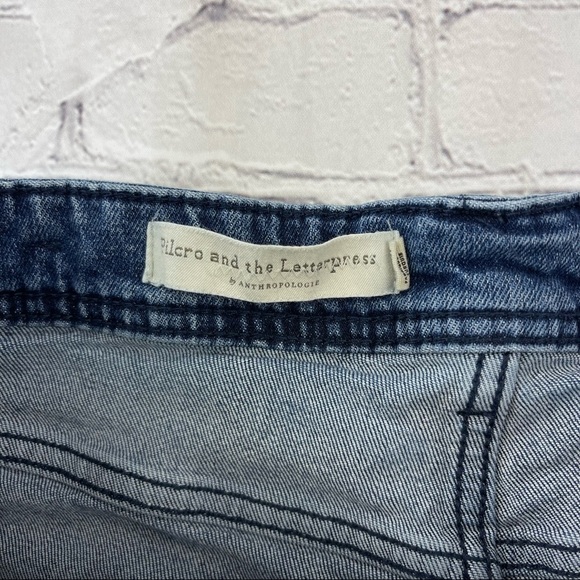 Pilcro and the Letterpress
by ANTHROPOLOGIE